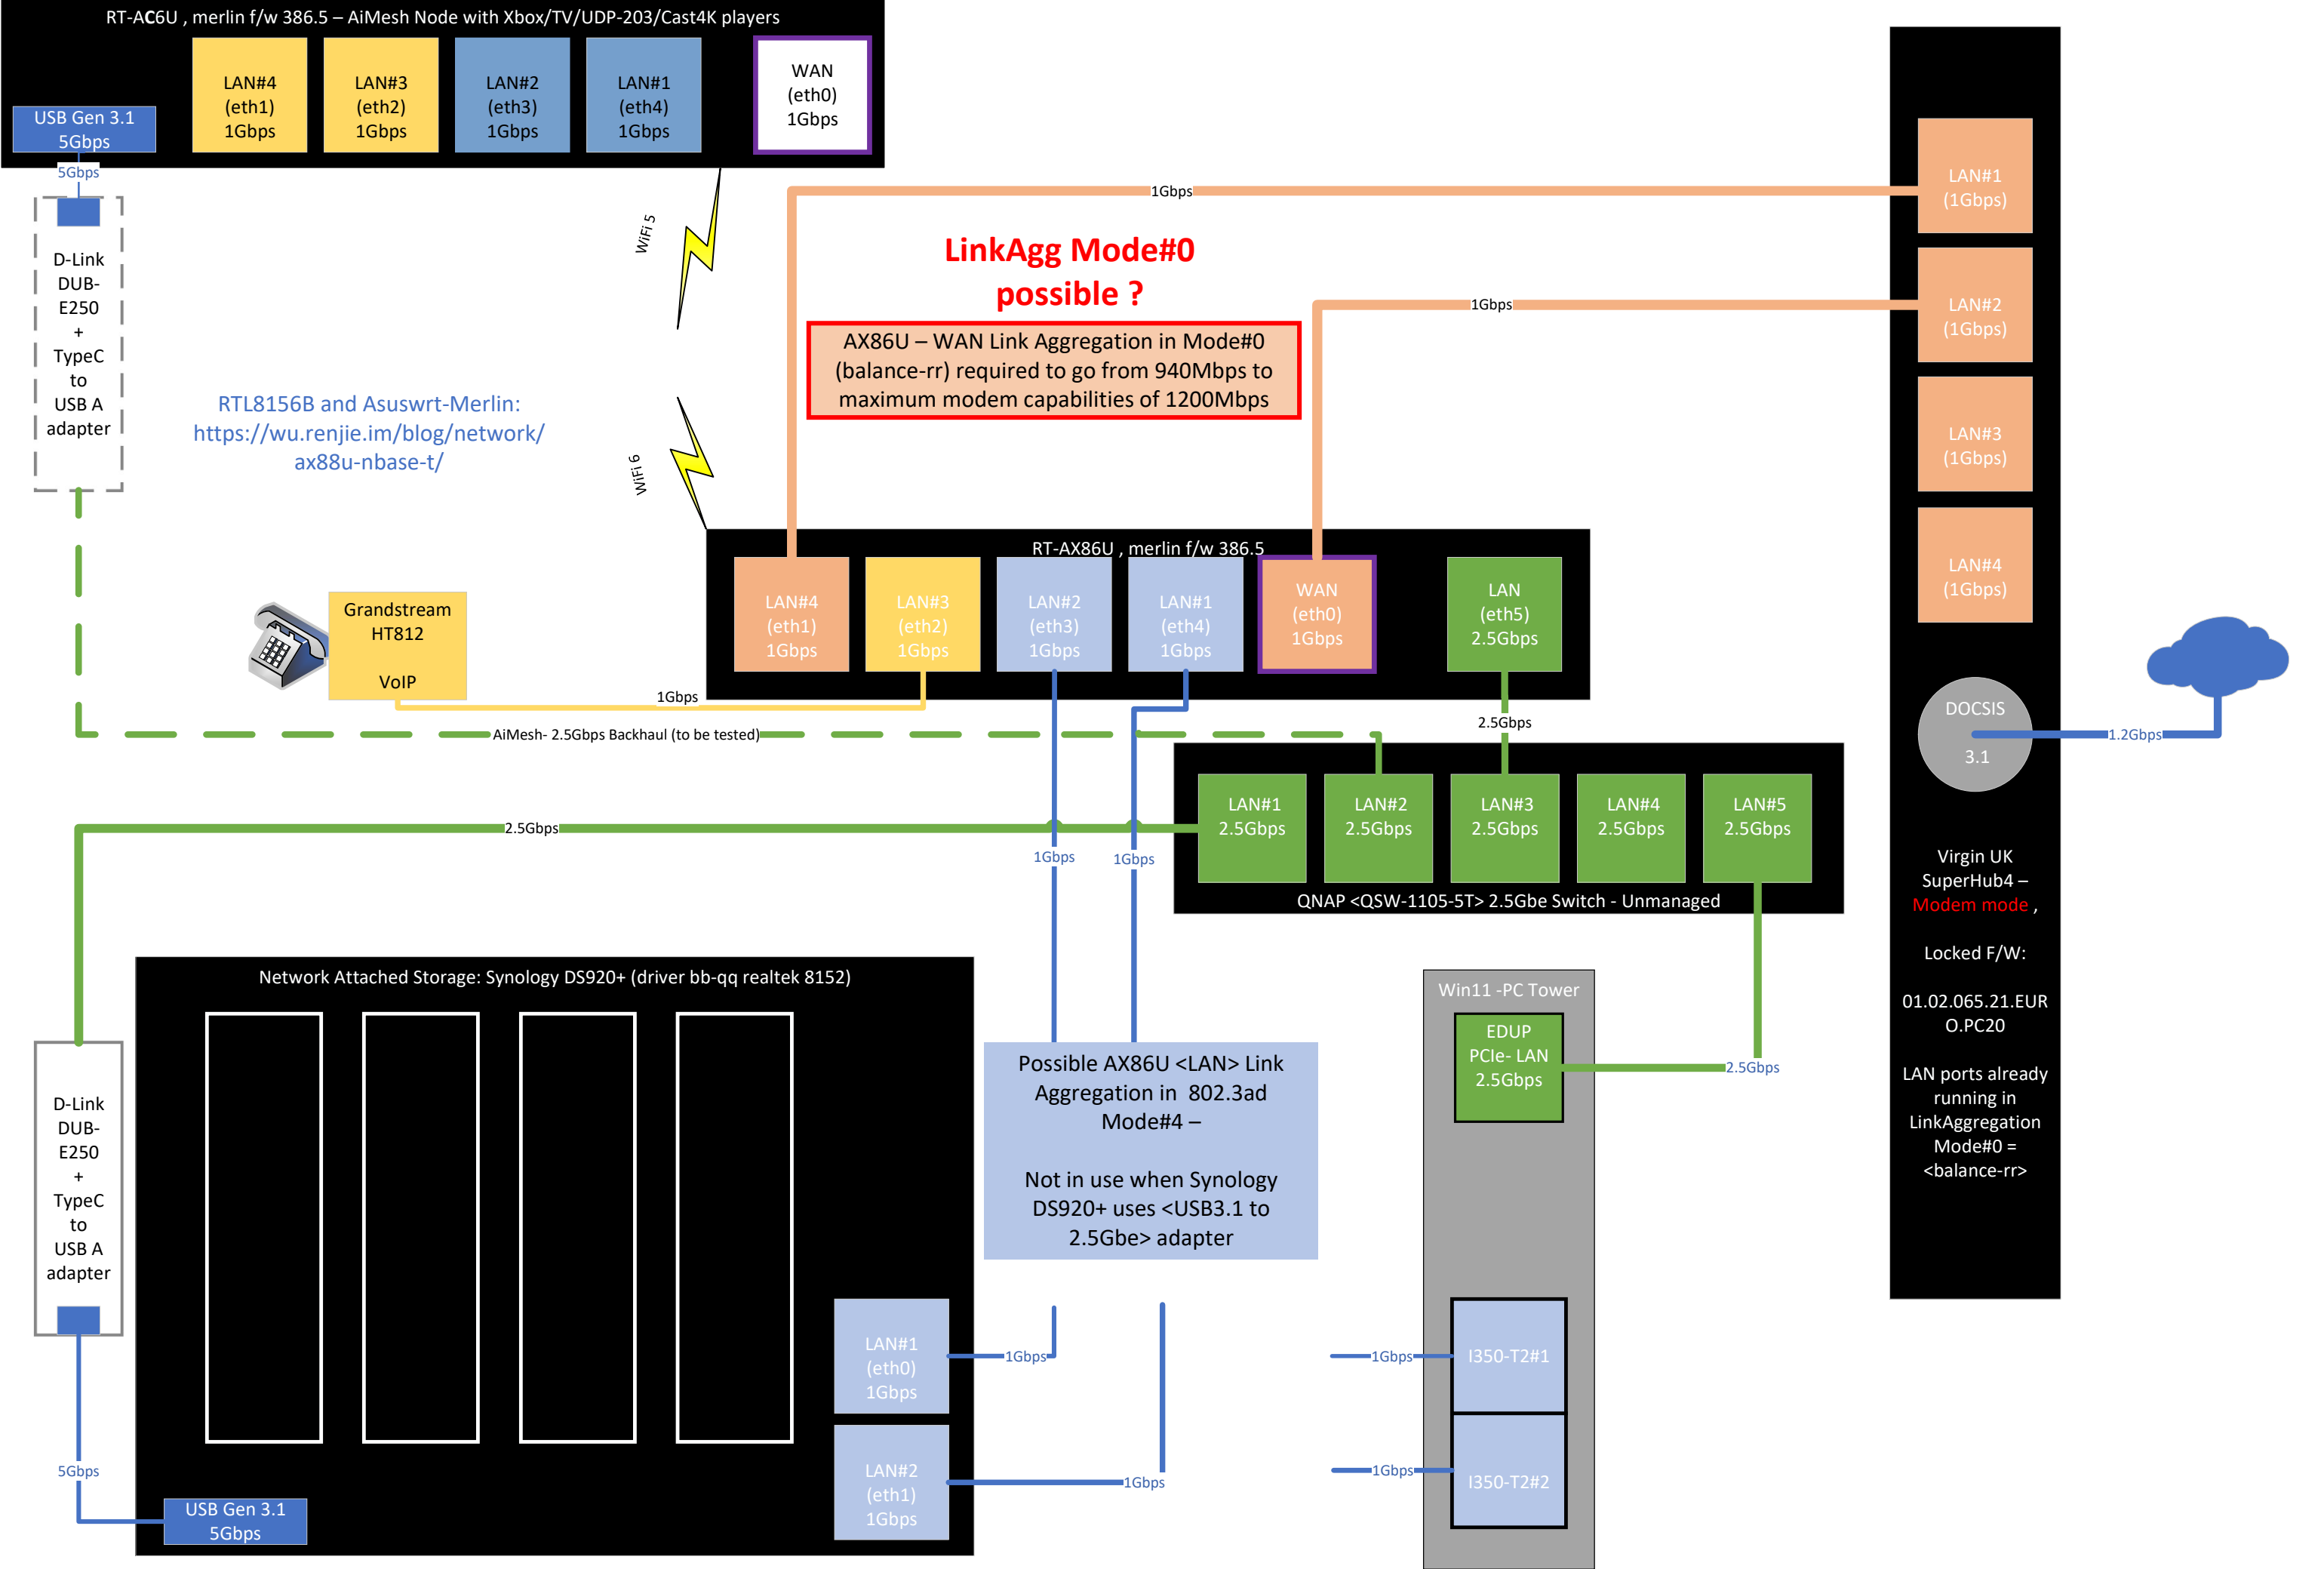 RT-AC6U , merlin f/w 386.5 – AiMesh Node with Xbox/TV/UDP-203/Cast4K players
LAN#4
(eth1)
1Gbps
LAN#3
(eth2)
1Gbps
LAN#2
(eth3)
1Gbps
LAN#1
(eth4)
1Gbps
WAN
(eth0)
1Gbps
USB Gen 3.1
5Gbps
5Gbps
D-Link
DUB-
E250
+
TypeC
to
USB A
adapter
RTL8156B and Asuswrt-Merlin:
https://wu.renjie.im/blog/network/
ax88u-nbase-t/
WiFi 5
WiFi 6
LinkAgg Mode#0
possible ?
AX86U – WAN Link Aggregation in Mode#0
(balance-rr) required to go from 940Mbps to
maximum modem capabilities of 1200Mbps
1Gbps
1Gbps
LAN#1
(1Gbps)
LAN#2
(1Gbps)
LAN#3
(1Gbps)
LAN#4
(1Gbps)
DOCSIS
3.1
1.2Gbps
Virgin UK
SuperHub4 –
Modem mode ,
Locked F/W:
01.02.065.21.EUR
O.PC20
LAN ports already
running in
LinkAggregation
Mode#0 =
<balance-rr>
RT-AX86U , merlin f/w 386.5
LAN#4
(eth1)
1Gbps
LAN#3
(eth2)
1Gbps
LAN#2
(eth3)
1Gbps
LAN#1
(eth4)
1Gbps
WAN
(eth0)
1Gbps
LAN
(eth5)
2.5Gbps
Grandstream
HT812
VoIP
1Gbps
AiMesh- 2.5Gbps Backhaul (to be tested)
2.5Gbps
LAN#1
2.5Gbps
LAN#2
2.5Gbps
LAN#3
2.5Gbps
LAN#4
2.5Gbps
LAN#5
2.5Gbps
QNAP <QSW-1105-5T> 2.5Gbe Switch - Unmanaged
2.5Gbps
1Gbps
1Gbps
Network Attached Storage: Synology DS920+ (driver bb-qq realtek 8152)
D-Link
DUB-
E250
+
TypeC
to
USB A
adapter
5Gbps
USB Gen 3.1
5Gbps
LAN#1
(eth0)
1Gbps
LAN#2
(eth1)
1Gbps
1Gbps
1Gbps
Possible AX86U <LAN> Link
Aggregation in 802.3ad
Mode#4 –
Not in use when Synology
DS920+ uses <USB3.1 to
2.5Gbe> adapter
Win11 -PC Tower
EDUP
PCIe- LAN
2.5Gbps
2.5Gbps
1Gbps
I350-T2#1
1Gbps
I350-T2#2